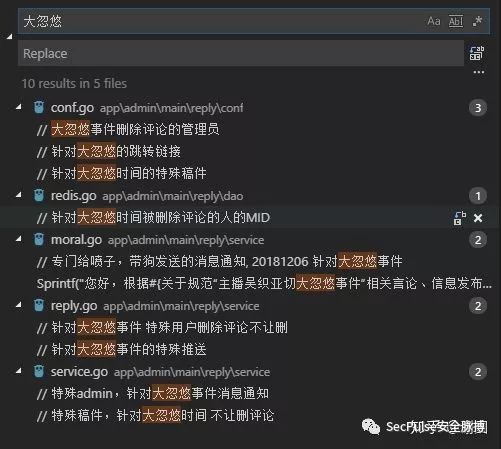 大忽悠
Aa Abl .*
Replace
...
10 results in 5 files
conf.go app\admin\main\reply\conf 3
// 大忽悠事件删除评论的管理员
// 针对大忽悠的跳转链接
// 针对大忽悠时间的特殊稿件
redis.go app\admin\main\reply\dao 1
// 针对大忽悠时间被删除评论的人的MID
moral.go app\admin\main\reply\service 2
// 专门给喷子，带狗发送的消息通知, 20181206 针对大忽悠事件
Sprintf("您好，根据#{关于规范“主播吴织亚切大忽悠事件”相关言论、信息发布...
reply.go app\admin\main\reply\service 2
// 针对大忽悠事件 特殊用户删除评论不让删
// 针对大忽悠事件的特殊推送
service.go app\admin\main\reply\service 2
// 特殊admin，针对大忽悠事件消息通知
// 特殊稿件，针对大忽悠时间 不让删评论
SecPulse安全脉搏